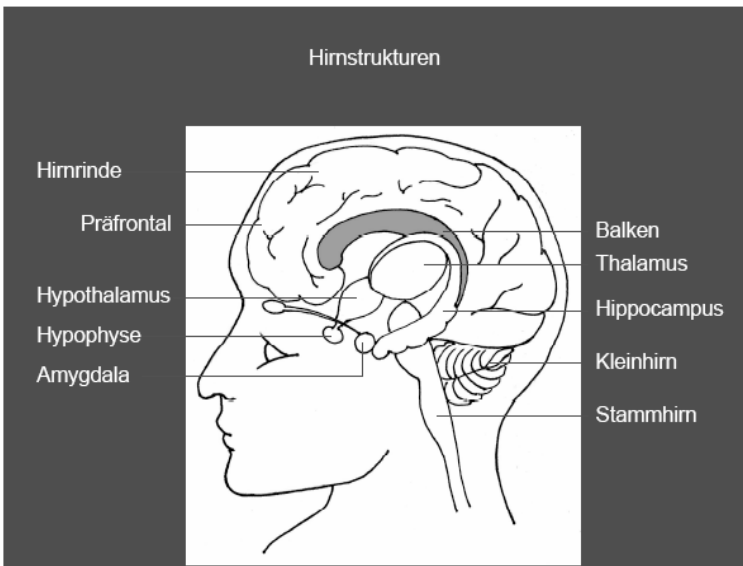 Hirnstrukturen
Hirnrinde
Präfrontal
Hypothalamus
Hypophyse
Amygdala
Balken
Thalamus
Hippocampus
Kleinhirn
Stammhirn